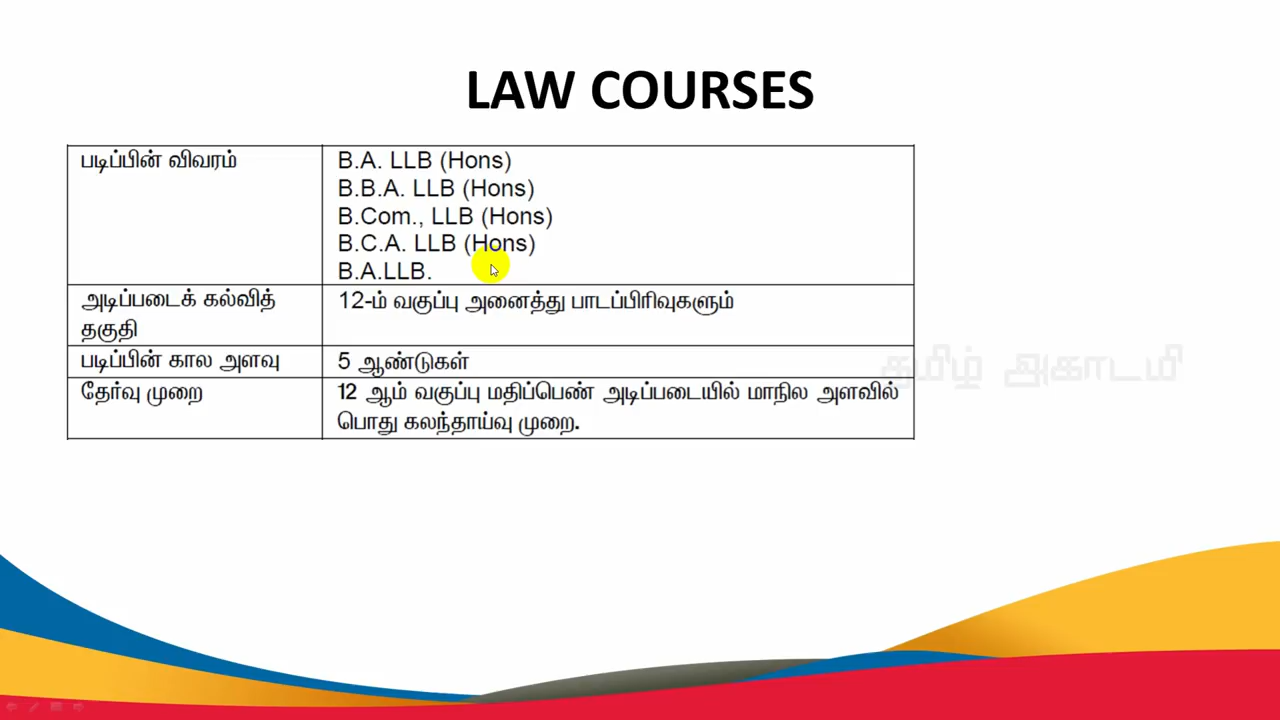 LAW COURSES
படிப்பின் விவரம்
B.A. LLB (Hons)
B.B.A. LLB (Hons)
B.Com., LLB (Hons)
B.C.A. LLB (Hons)
B.A.LLB.
அடிப்படைக் கல்வித்
தகுதி
12-ம் வகுப்பு அனைத்து பாடப்பிரிவுகளும்
படிப்பின் கால அளவு
5 ஆண்டுகள்
தேர்வு முறை
12 ஆம் வகுப்பு மதிப்பெண் அடிப்படையில் மாநில அளவில்
பொது கலந்தாய்வு முறை.
தமிழ் அகாடமி